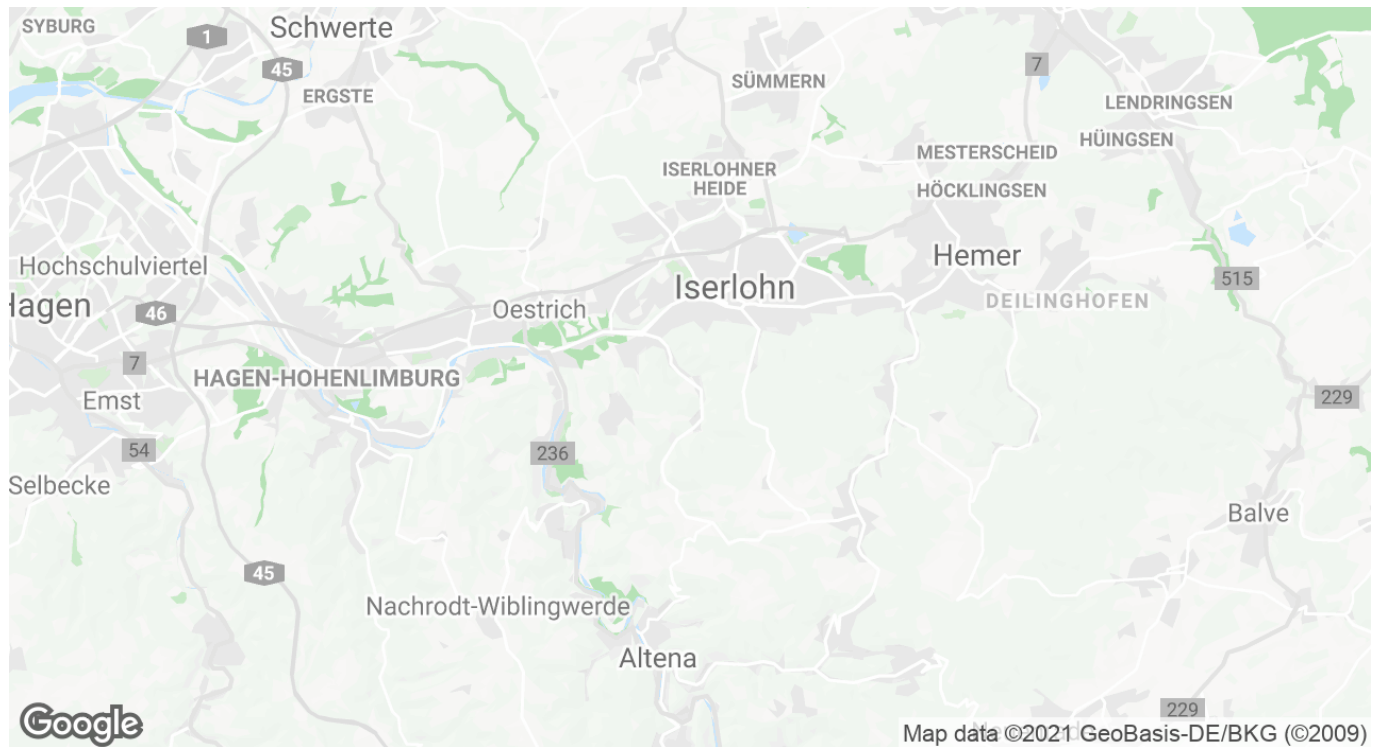 SYBURG
1
Schwerte
45
ERGSTE
SÜMMERN
7
LENDRINGSEN
HÜINGSEN
MESTERSCHEID
ISERLOHNER
HEIDE
HÖCKLINGSEN
Hemer
Hochschulviertel
515
Iserlohn
DEILINGHOFEN
Hagen
46
Oestrich
7
HAGEN-HOHENLIMBURG
Emst
229
54
236
Selbecke
Balve
45
Nachrodt-Wiblingwerde
Altena
229
Google
Map data ©2021 GeoBasis-DE/BKG (©2009)